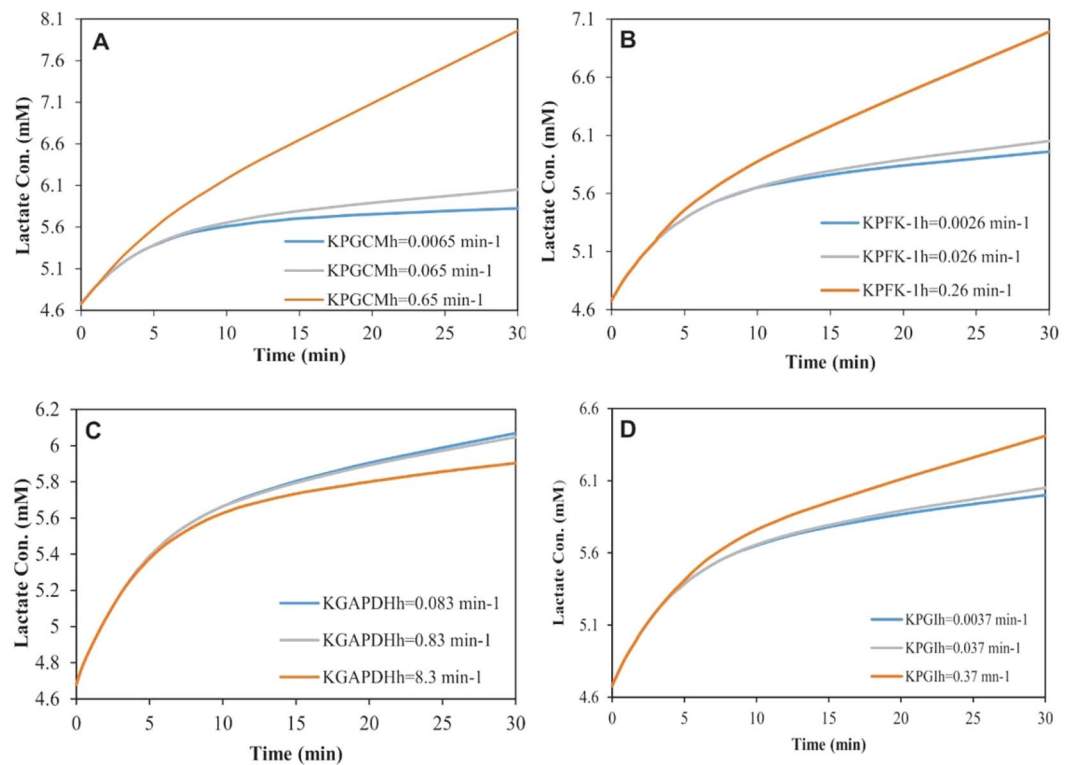 A
Lactate Con. (mM)
8.1
7.6
7.1
6.6
6.1
5.6
5.1
4.6
KPGCMh=0.0065 min-1
KPGCMh=0.065 min-1
KPGCMh=0.65 min-1
0 5 10 15 20 25 30
Time (min)
B
Lactate Con. (mM)
7.1
6.6
6.1
5.6
5.1
4.6
KPFK-1h=0.0026 min-1
KPFK-1h=0.026 min-1
KPFK-1h=0.26 min-1
0 5 10 15 20 25 30
Time (min)
C
Lactate Con. (mM)
6.2
6
5.8
5.6
5.4
5.2
5
4.8
4.6
KGAPDHh=0.083 min-1
KGAPDHh=0.83 min-1
KGAPDHh=8.3 min-1
0 5 10 15 20 25 30
Time (min)
D
Lactate Con. (mM)
6.6
6.1
5.6
5.1
4.6
KPGIh=0.0037 min-1
KPGIh=0.037 min-1
KPGIh=0.37 mn-1
0 5 10 15 20 25 30
Time (min)